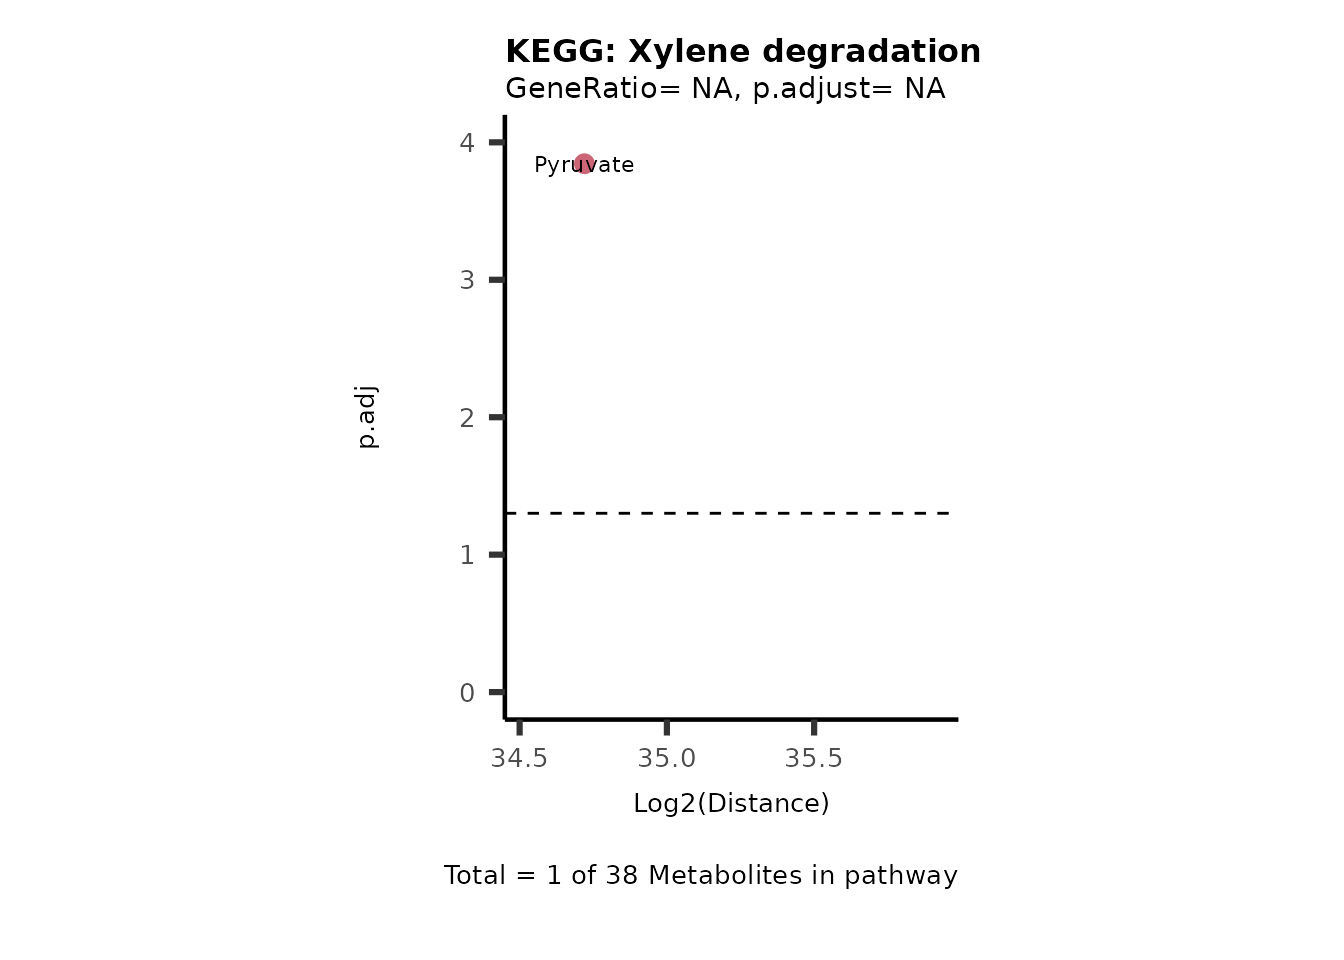 KEGG: Xylene degradation
GeneRatio= NA, p.adjust= NA
4
Pyruvate
3
p.adj
2
1
0
34.5 35.0 35.5
Log2(Distance)
Total = 1 of 38 Metabolites in pathway